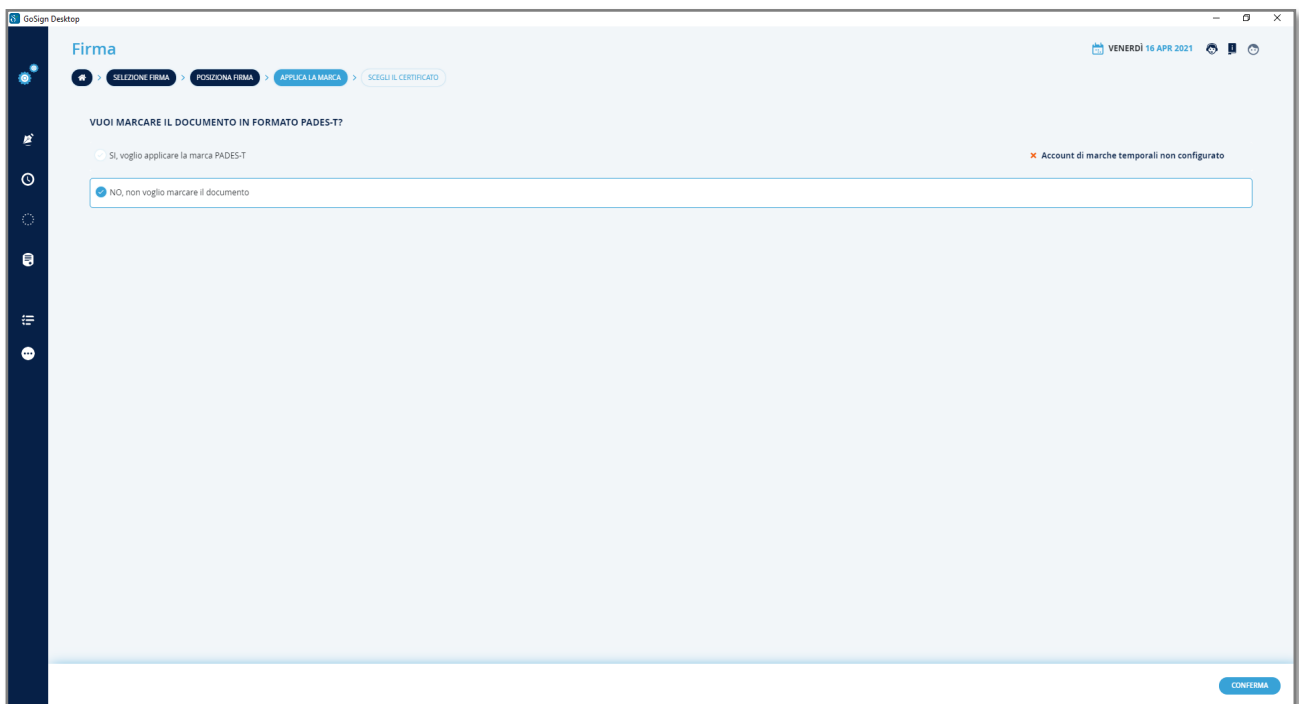 GoSign Desktop
Firma
VENERDÌ 16 APR 2021
SELEZIONE FIRMA > POSIZIONA FIRMA > APPLICA LA MARCA > SCEGLI IL CERTIFICATO
VUOI MARCARE IL DOCUMENTO IN FORMATO PADES-T?
SI, voglio applicare la marca PADES-T
Account di marche temporali non configurato
NO, non voglio marcare il documento
CONFERMA